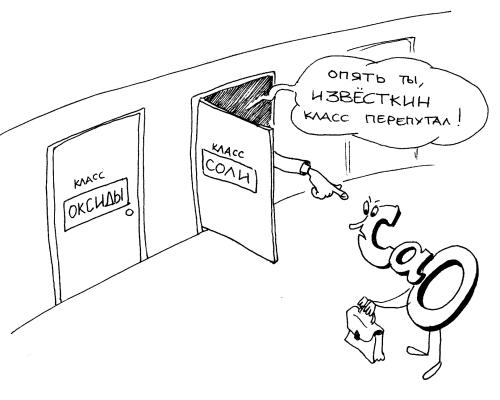 ОПЯТЬ ТЫ,
ИЗВЁСТКИН
КЛАСС ПЕРЕПУТАЛ!
КЛАСС
СОЛИ
КЛАСС
ОКСИДЫ
CaO